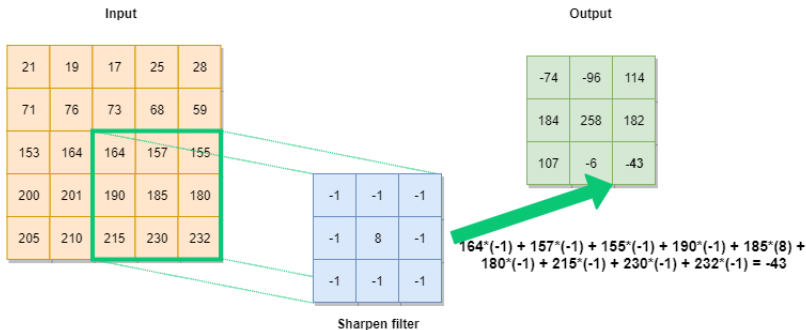 Input
Output
21 19 17 25 28
71 76 73 68 59
153 164 164 157 155
200 201 190 185 180
205 210 215 230 232
-74 -96 114
184 258 182
107 -6 -43
-1 -1 -1
-1 8 -1
-1 -1 -1
164*(-1) + 157*(-1) + 155*(-1) + 190*(-1) + 185*(8) +
180*(-1) + 215*(-1) + 230*(-1) + 232*(-1) = -43
Sharpen filter